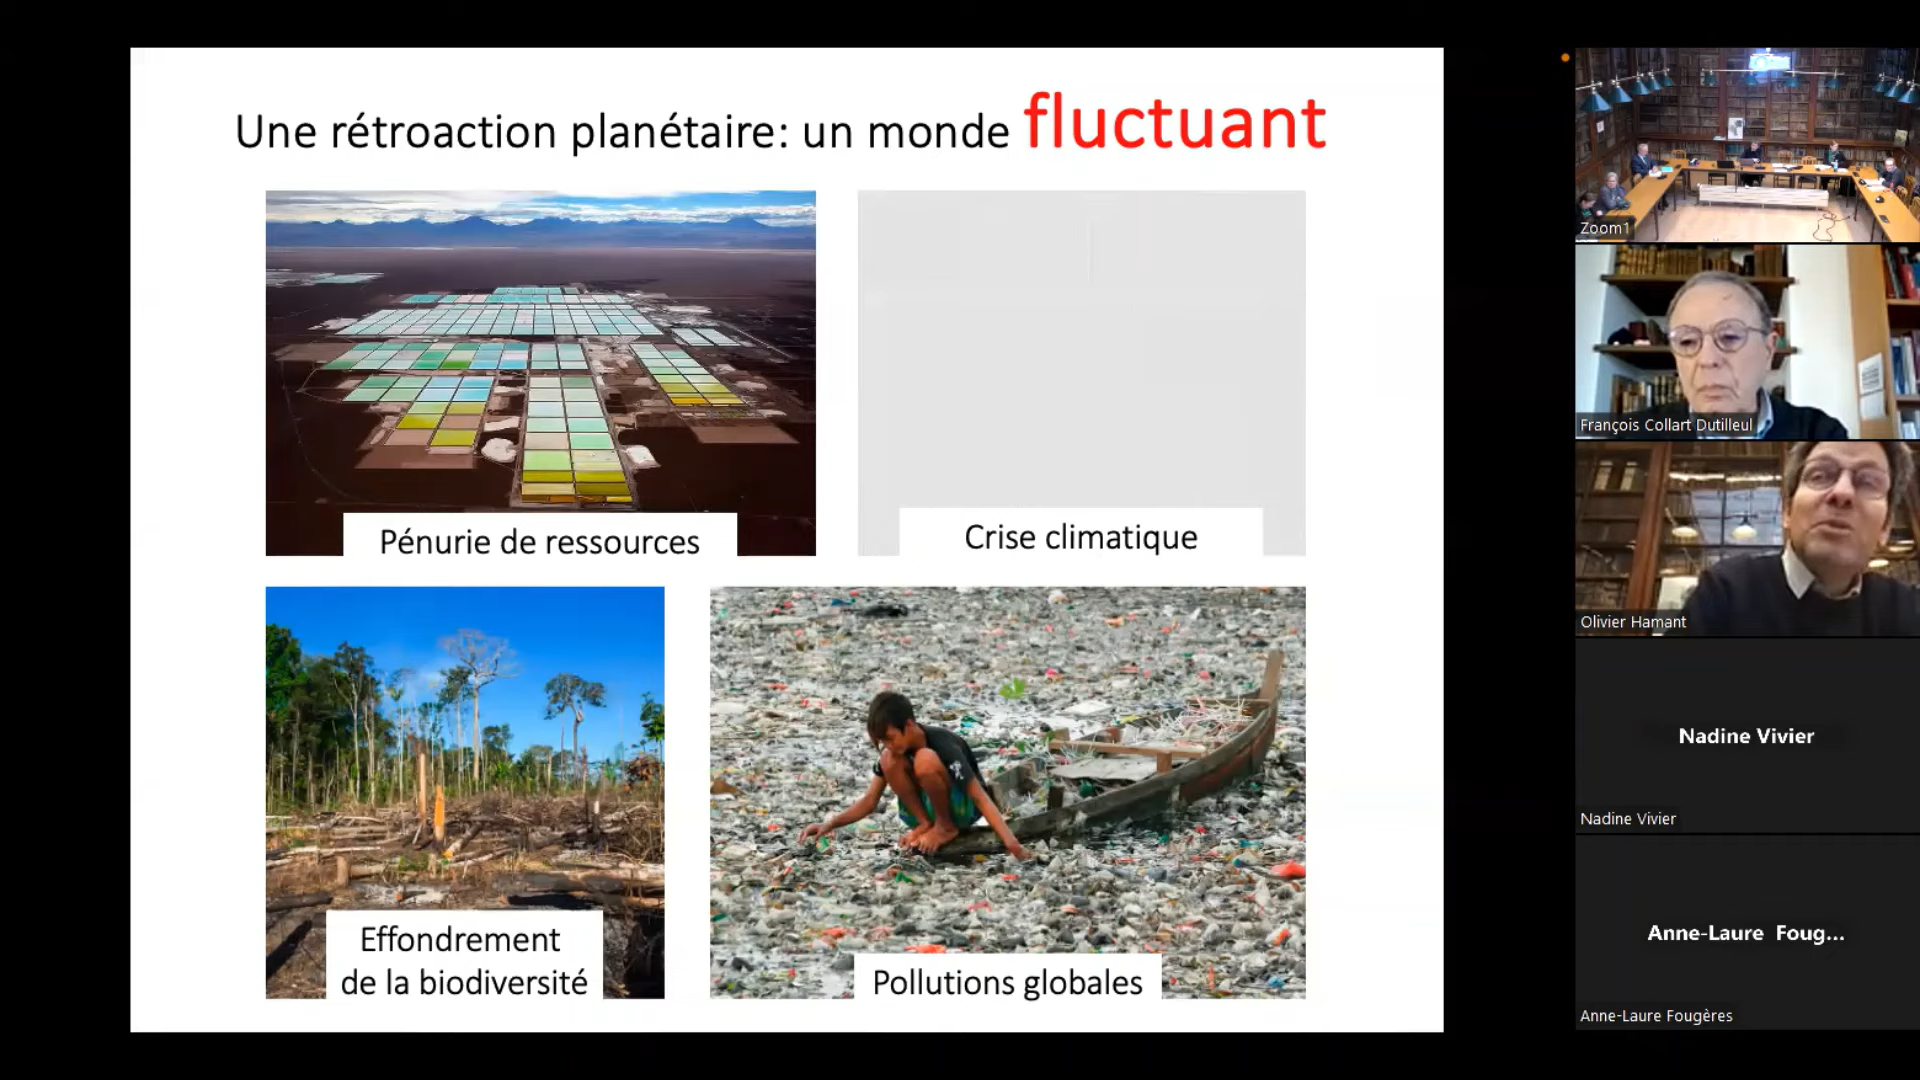 Une rétroaction planétaire: un monde fluctuant
Pénurie de ressources
Crise climatique
Effondrement
de la biodiversité
Pollutions globales
Zoom1
François Collart Dutilleul
Olivier Hamant
Nadine Vivier
Nadine Vivier
Anne-Laure Foug...
Anne-Laure Fougères